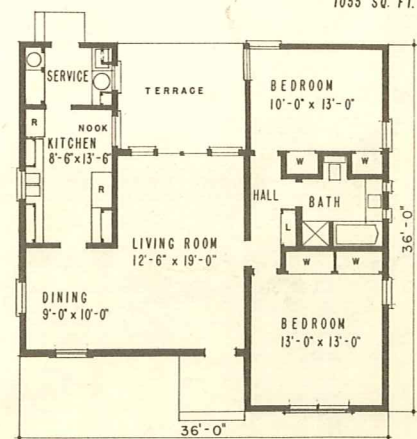 1055 SQ. FT.
SERVICE
TERRACE
BEDROOM
10'-0" x 13'-0"
R
NOOK
KITCHEN
8'-6" x 13'-6"
R
W
W
HALL
BATH
L
LIVING ROOM
12'-6" x 19'-0"
W
W
DINING
9'-0" x 10'-0"
BEDROOM
13'-0" x 13'-0"
36'-0"
36'-0"